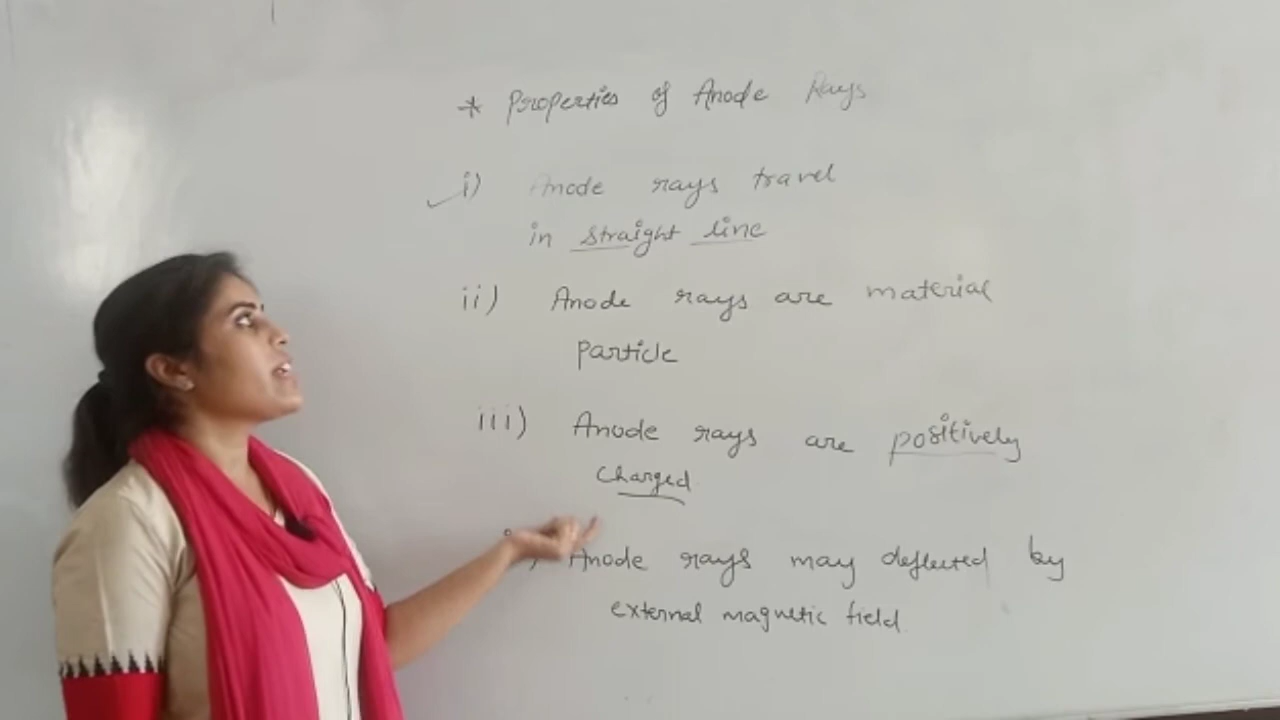 * Properties of Anode Rays
i) Anode rays travel
in straight line
ii) Anode rays are material
particle
iii) Anode rays are positively
charged
Anode rays may deflected by
external magnetic field.